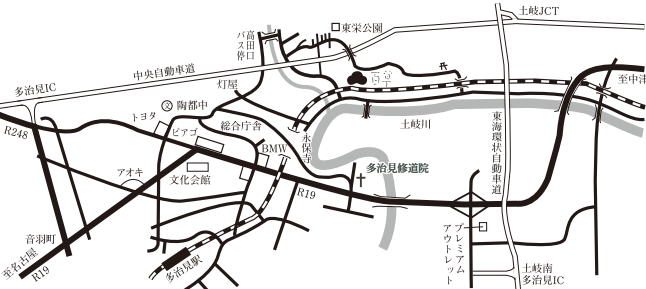 土岐JCT
東栄公園
高田口
バス停
中央自動車道
灯屋
至中津
多治見IC
陶都中
文
トヨタ
R248
ピアゴ
総合庁舎
土岐川
永保寺
東海環状自動車道
BMW
アオキ
文化会館
多治見修道院
R19
音羽町
プレミアム
アウトレット
至名古屋
R19
多治見駅
土岐南
多治見IC